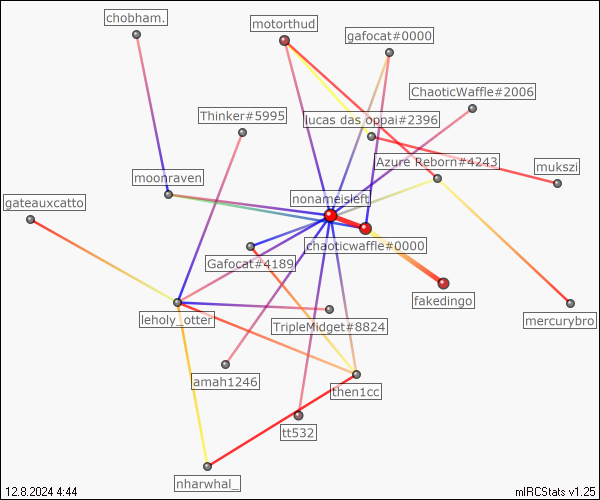 chobham.
motorthud
gafocat#0000
ChaoticWaffle#2006
Thinker#5995
lucas das oppai#2396
Azure Reborn#4243
mukszi
moonraven
nonameisleft
gateauxcatto
chaoticwaffle#0000
Gafocat#4189
fakedingo
leholy_otter
TripleMidget#8824
mercurybro
amah1246
then1cc
tt532
nharwhal_
12.8.2024 4:44
mIRCStats v1.25